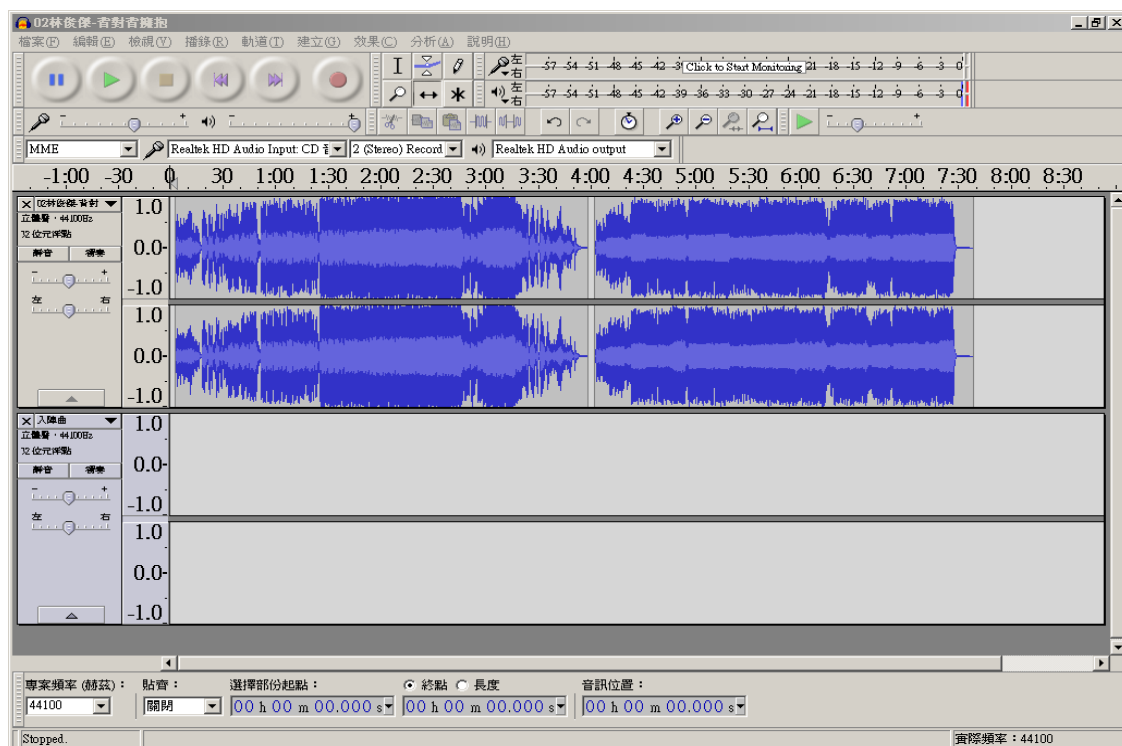 02林俊傑-背對背擁抱
檔案(F) 編輯(E) 檢視(V) 播錄(R) 軌道(T) 建立(G) 效果(C) 分析(A) 說明(H)
左 右 -57 -54 -51 -48 -45 -42 -3 Click to Start Monitoring 21 -18 -15 -12 -9 -6 -3 0
左 右 -57 -54 -51 -48 -45 -42 -39 -36 -33 -30 -27 -24 -21 -18 -15 -12 -9 -6 -3 0
MME Realtek HD Audio Input: CD 2 (Stereo) Record Realtek HD Audio output
-1:00 -30 0 30 1:00 1:30 2:00 2:30 3:00 3:30 4:00 4:30 5:00 5:30 6:00 6:30 7:00 7:30 8:00 8:30
02林俊傑-背對
立體聲,44100Hz
32 位元浮點
靜音 獨奏
- +
左 右
1.0
0.0-
-1.0
1.0
0.0-
-1.0
入陣曲
立體聲,44100Hz
32 位元浮點
靜音 獨奏
- +
左 右
1.0
0.0-
-1.0
1.0
0.0-
-1.0
專案頻率 (赫茲): 貼齊: 選擇部份起點: 終點 長度 音訊位置:
44100 關閉 00 h 00 m 00.000 s 00 h 00 m 00.000 s 00 h 00 m 00.000 s
Stopped. 實際頻率:44100